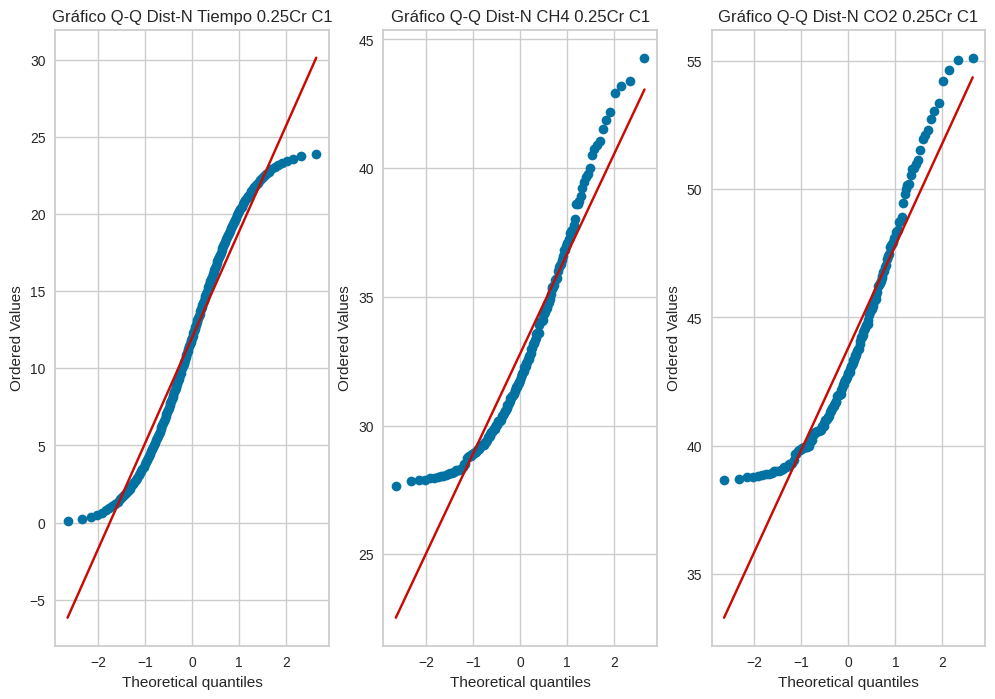 Gráfico Q-Q Dist-N Tiempo 0.25Cr C1
30
25
20
15
10
5
0
−5
Ordered Values
−2 −1 0 1 2
Theoretical quantiles
Gráfico Q-Q Dist-N CH4 0.25Cr C1
45
40
35
30
25
Ordered Values
−2 −1 0 1 2
Theoretical quantiles
Gráfico Q-Q Dist-N CO2 0.25Cr C1
55
50
45
40
35
Ordered Values
−2 −1 0 1 2
Theoretical quantiles